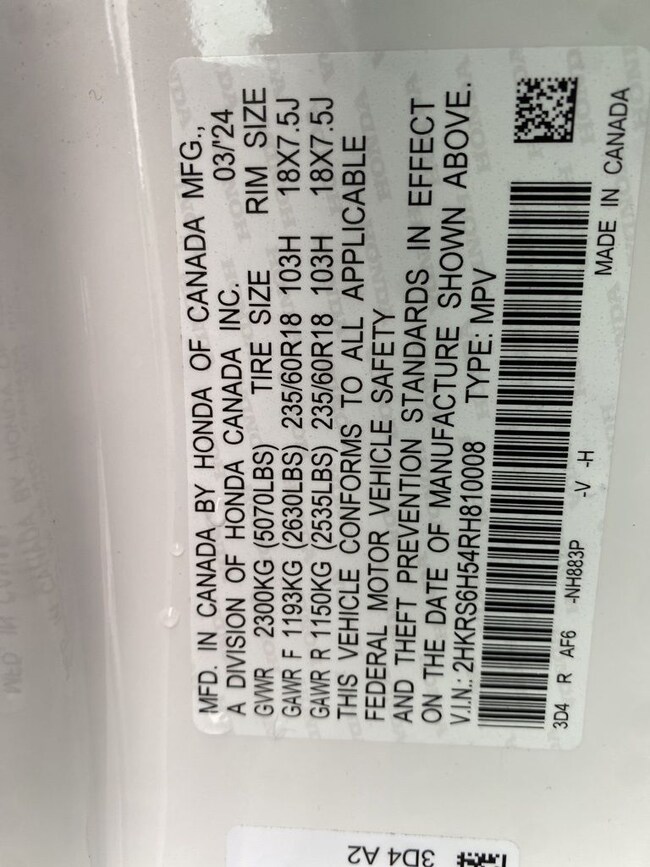 MFD. IN CANADA BY HONDA OF CANADA MFG.,
A DIVISION OF HONDA CANADA INC. 03/'24
GVWR 2300KG (5070LBS) TIRE SIZE RIM SIZE
GAWR F 1193KG (2630LBS) 235/60R18 103H 18X7.5J
GAWR R 1150KG (2535LBS) 235/60R18 103H 18X7.5J
THIS VEHICLE CONFORMS TO ALL APPLICABLE
FEDERAL MOTOR VEHICLE SAFETY
AND THEFT PREVENTION STANDARDS IN EFFECT
ON THE DATE OF MANUFACTURE SHOWN ABOVE.
V.I.N.: 2HKRS6H54RH810008 TYPE: MPV
3D4 R AF6 -NH883P -V -H MADE IN CANADA
3D4 A2